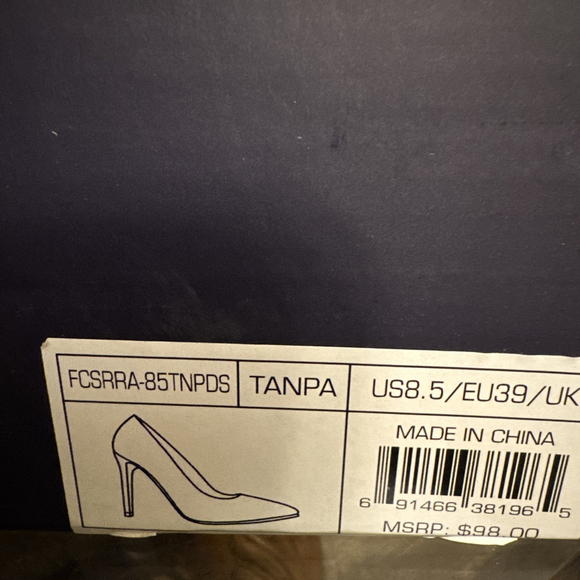 FCSRRA-85TNPDS TANPA US8.5/EU39/UK
MADE IN CHINA
6 91466 38196 5
MSRP: $98.00